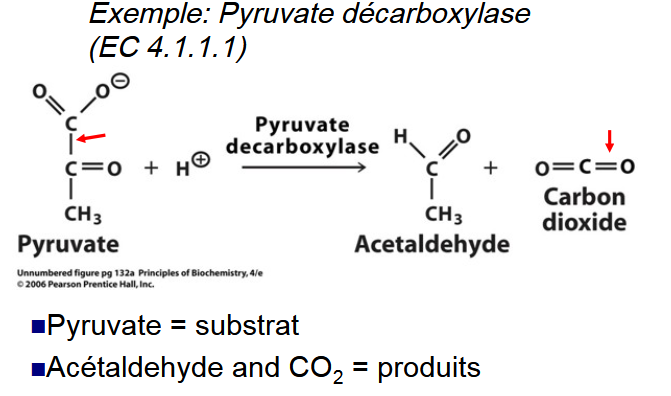 Exemple: Pyruvate décarboxylase
(EC 4.1.1.1)
O O⊖
C
C=O + H⊕
CH₃
Pyruvate
Pyruvate
decarboxylase
H O
C
CH₃
Acetaldehyde
+
O=C=O
Carbon
dioxide
Unnumbered figure pg 132a Principles of Biochemistry, 4/e
© 2006 Pearson Prentice Hall, Inc.
■Pyruvate = substrat
■Acétaldehyde and CO₂ = produits